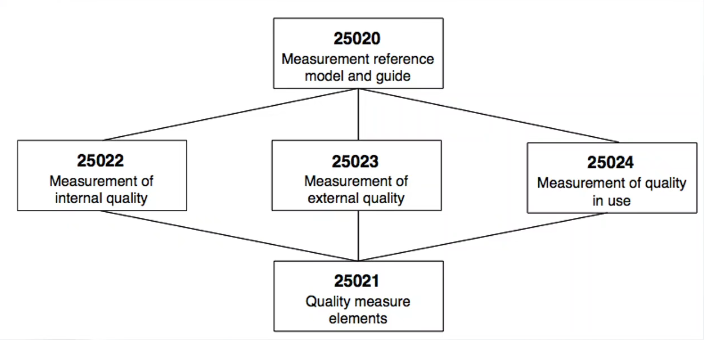 25020
Measurement reference
model and guide
25022
Measurement of
internal quality
25023
Measurement of
external quality
25024
Measurement of quality
in use
25021
Quality measure
elements